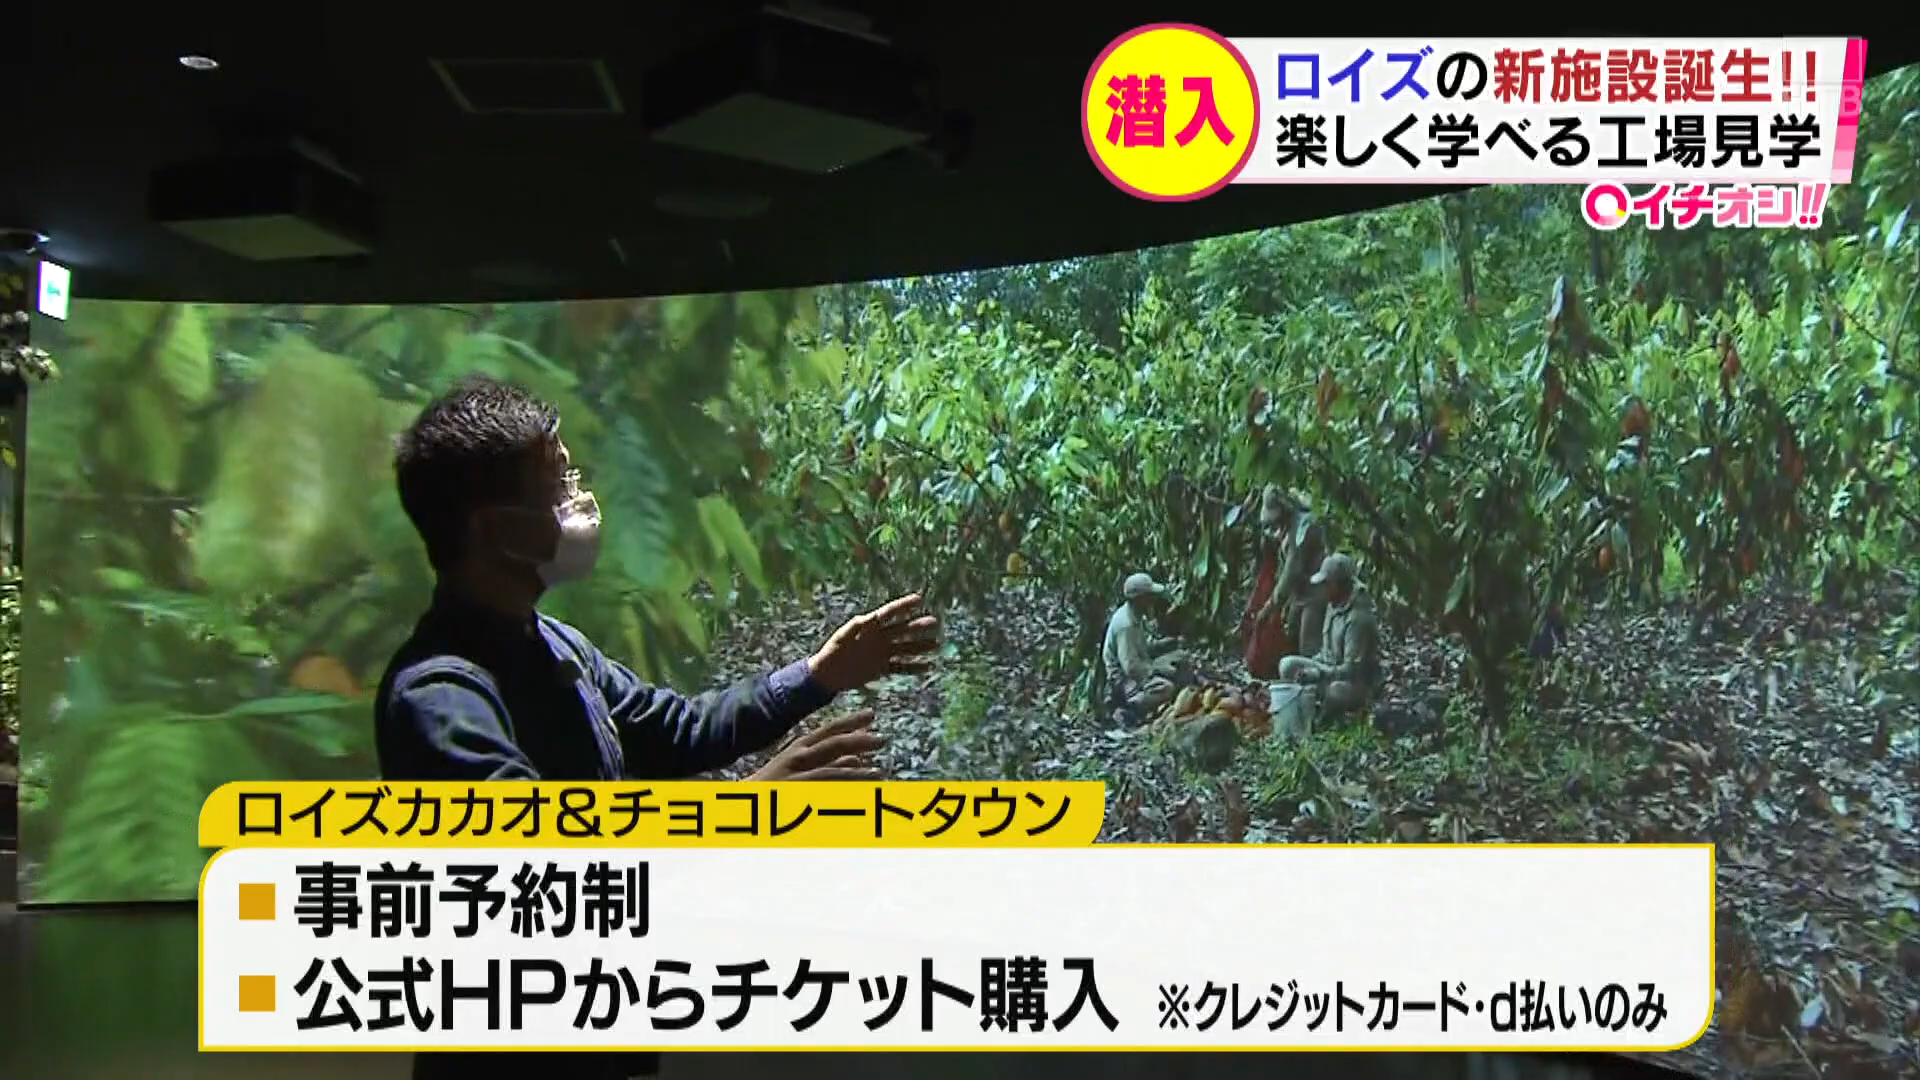 潜入
ロイズの新施設誕生!!
楽しく学べる工場見学
イチオシ!!
ロイズカカオ&チョコレートタウン
■事前予約制
■公式HPからチケット購入 ※クレジットカード・d払いのみ